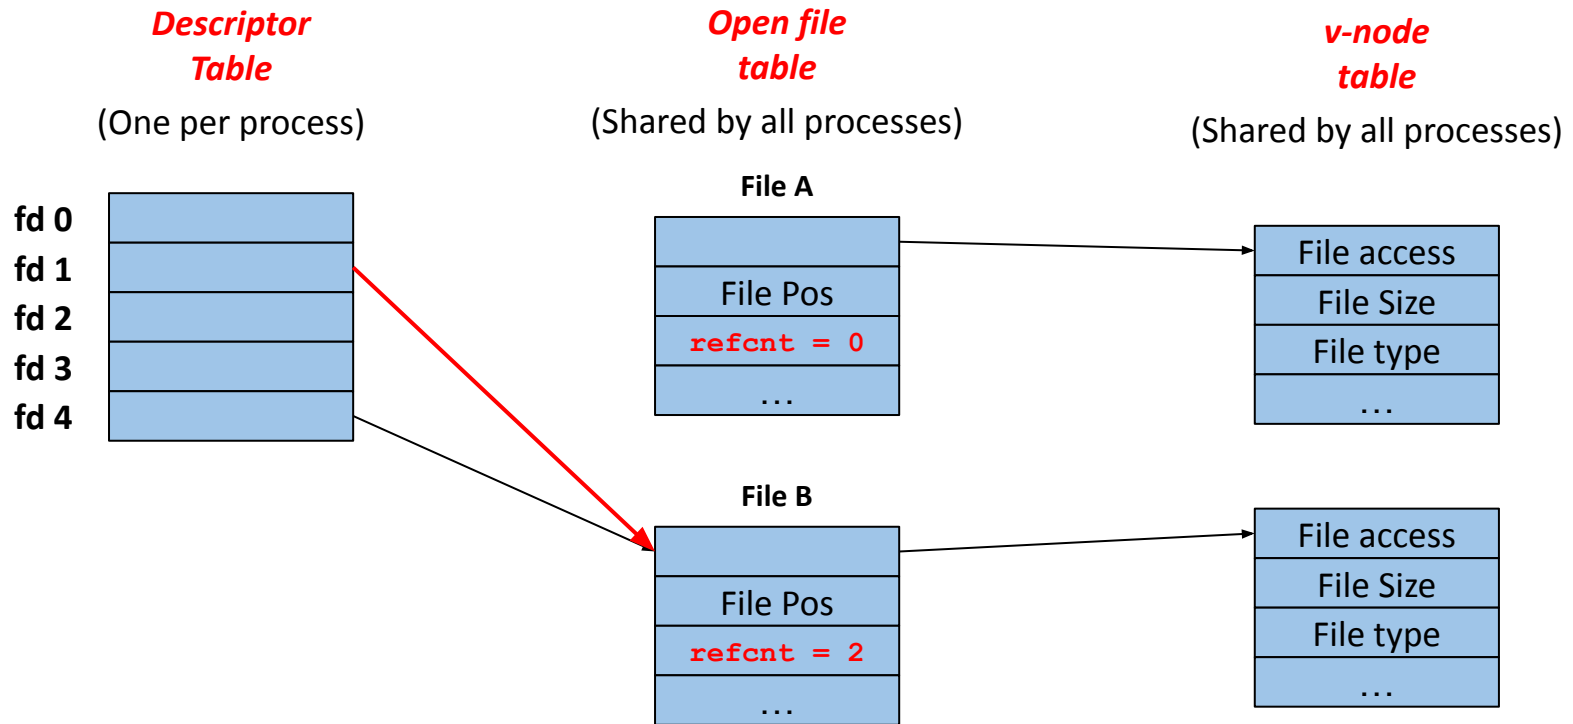 Descriptor
Table
(One per process)
Open file
table
(Shared by all processes)
v-node
table
(Shared by all processes)
fd 0
fd 1
fd 2
fd 3
fd 4
File A
File Pos
refcnt = 0
...
File access
File Size
File type
...
File B
File Pos
refcnt = 2
...
File access
File Size
File type
...